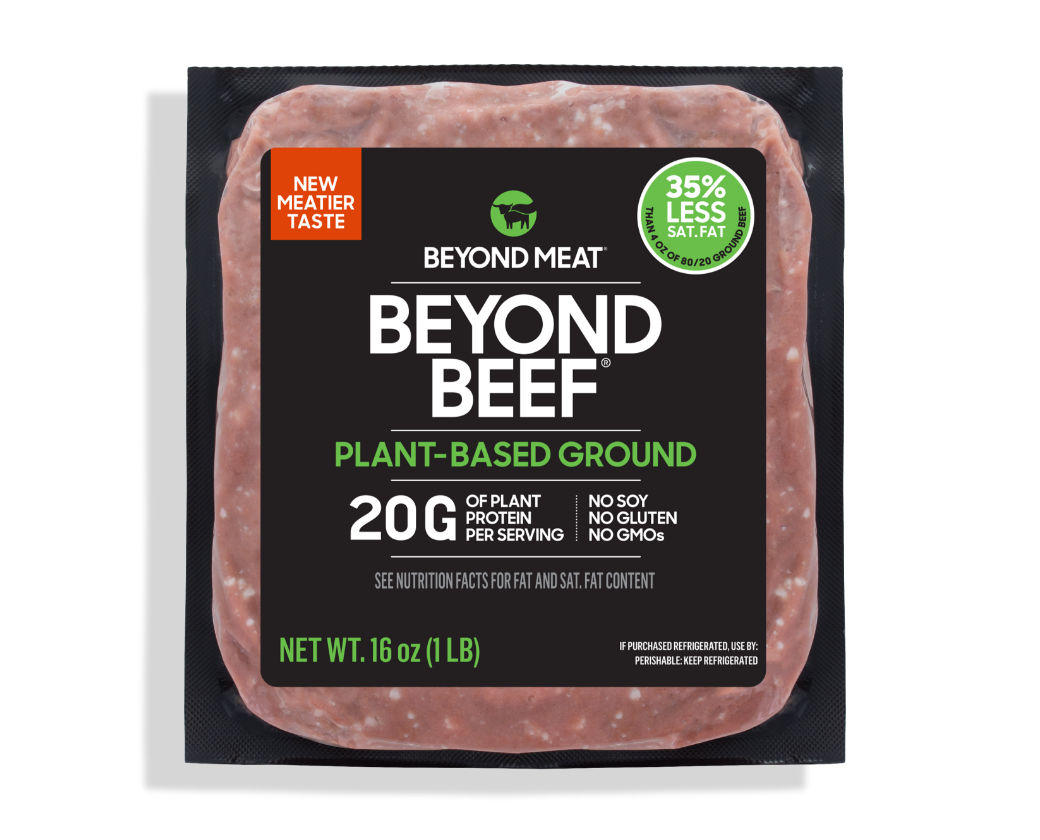 NEW
MEATIER
TASTE
35%
LESS
SAT. FAT
THAN 4 OZ OF 80/20 GROUND BEEF
BEYOND MEAT®
BEYOND
BEEF®
PLANT-BASED GROUND
20G
OF PLANT
PROTEIN
PER SERVING
NO SOY
NO GLUTEN
NO GMOs
SEE NUTRITION FACTS FOR FAT AND SAT. FAT CONTENT
NET WT. 16 oz (1 LB)
IF PURCHASED REFRIGERATED, USE BY:
PERISHABLE: KEEP REFRIGERATED